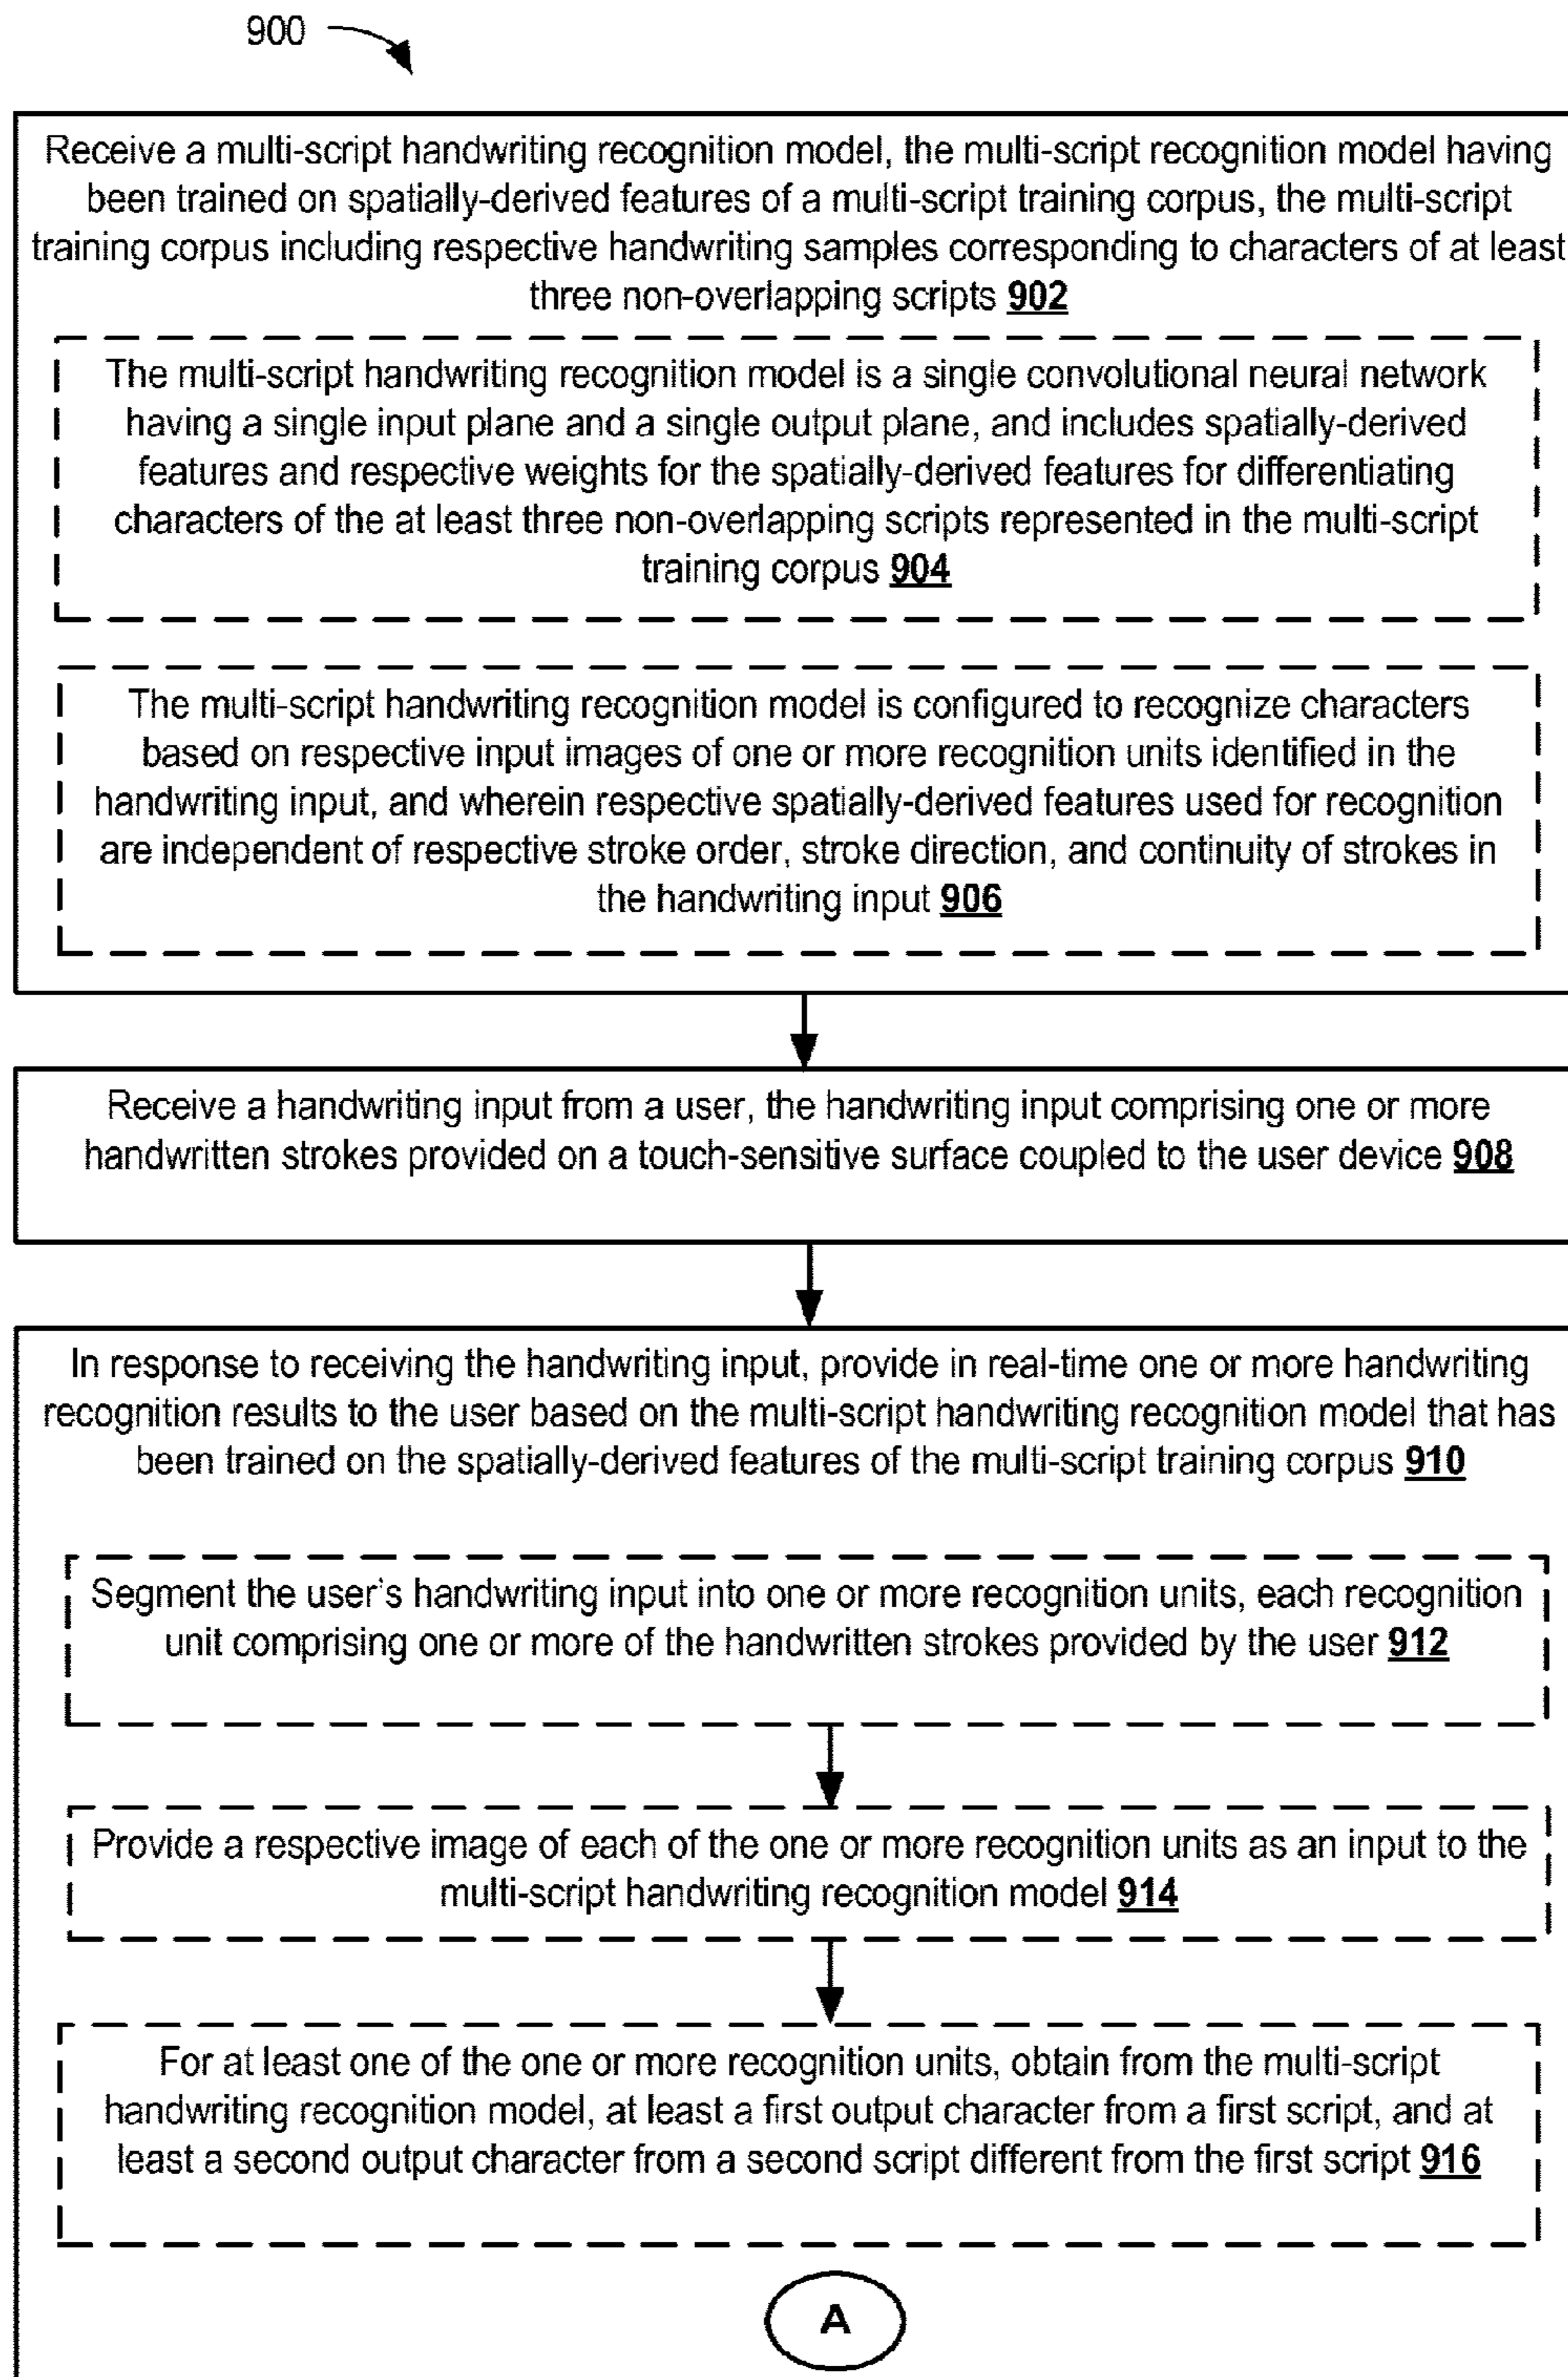 900
Receive a multi-script handwriting recognition model, the multi-script recognition model having
been trained on spatially-derived features of a multi-script training corpus, the multi-script
training corpus including respective handwriting samples corresponding to characters of at least
three non-overlapping scripts 902
The multi-script handwriting recognition model is a single convolutional neural network
having a single input plane and a single output plane, and includes spatially-derived
features and respective weights for the spatially-derived features for differentiating
characters of the at least three non-overlapping scripts represented in the multi-script
training corpus 904
The multi-script handwriting recognition model is configured to recognize characters
based on respective input images of one or more recognition units identified in the
handwriting input, and wherein respective spatially-derived features used for recognition
are independent of respective stroke order, stroke direction, and continuity of strokes in
the handwriting input 906
Receive a handwriting input from a user, the handwriting input comprising one or more
handwritten strokes provided on a touch-sensitive surface coupled to the user device 908
In response to receiving the handwriting input, provide in real-time one or more handwriting
recognition results to the user based on the multi-script handwriting recognition model that has
been trained on the spatially-derived features of the multi-script training corpus 910
Segment the user's handwriting input into one or more recognition units, each recognition
unit comprising one or more of the handwritten strokes provided by the user 912
Provide a respective image of each of the one or more recognition units as an input to the
multi-script handwriting recognition model 914
For at least one of the one or more recognition units, obtain from the multi-script
handwriting recognition model, at least a first output character from a first script, and at
least a second output character from a second script different from the first script 916
A